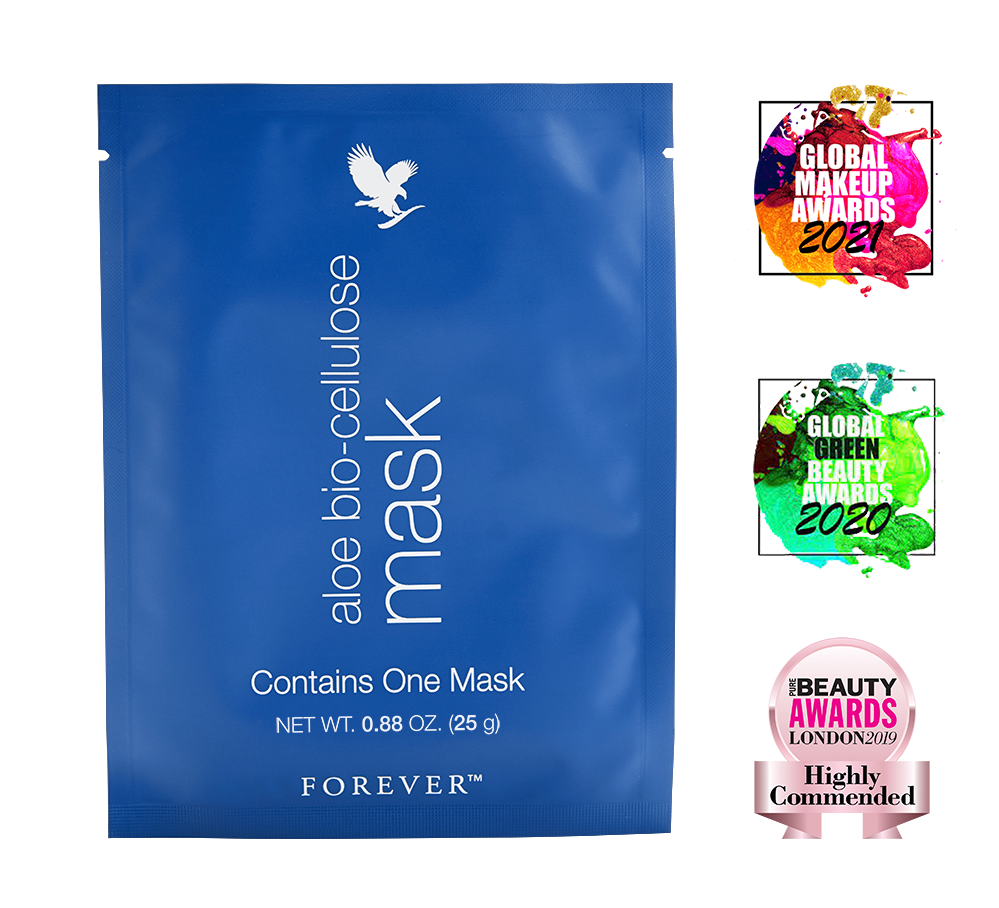 aloe bio-cellulose
mask
Contains One Mask
NET WT. 0.88 OZ. (25 g)
FOREVER™
GLOBAL
MAKEUP
AWARDS
2021
GLOBAL
GREEN
BEAUTY
AWARDS
2020
PURE
BEAUTY
AWARDS
LONDON2019
Highly
Commended